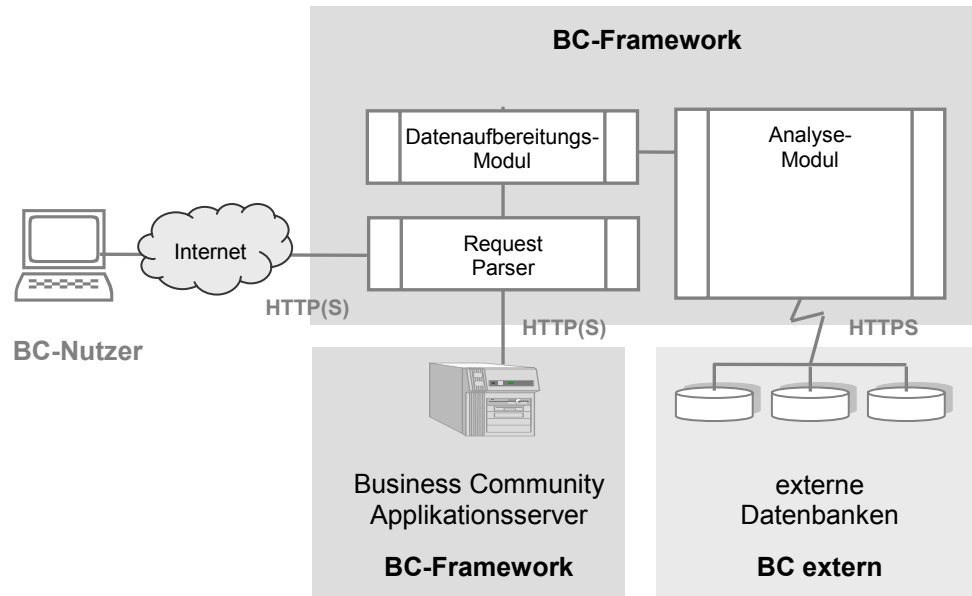 BC-Framework
Datenaufbereitungs-
Modul
Analyse-
Modul
Internet
Request
Parser
HTTP(S)
HTTP(S)
HTTPS
BC-Nutzer
Business Community
Applikationsserver
BC-Framework
externe
Datenbanken
BC extern